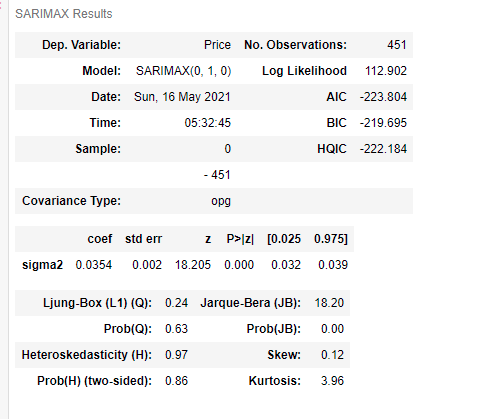 SARIMAX Results
Dep. Variable: Price No. Observations: 451
Model: SARIMAX(0, 1, 0) Log Likelihood 112.902
Date: Sun, 16 May 2021 AIC -223.804
Time: 05:32:45 BIC -219.695
Sample: 0 HQIC -222.184
- 451
Covariance Type: opg
coef std err z P>|z| [0.025 0.975]
sigma2 0.0354 0.002 18.205 0.000 0.032 0.039
Ljung-Box (L1) (Q): 0.24 Jarque-Bera (JB): 18.20
Prob(Q): 0.63 Prob(JB): 0.00
Heteroskedasticity (H): 0.97 Skew: 0.12
Prob(H) (two-sided): 0.86 Kurtosis: 3.96